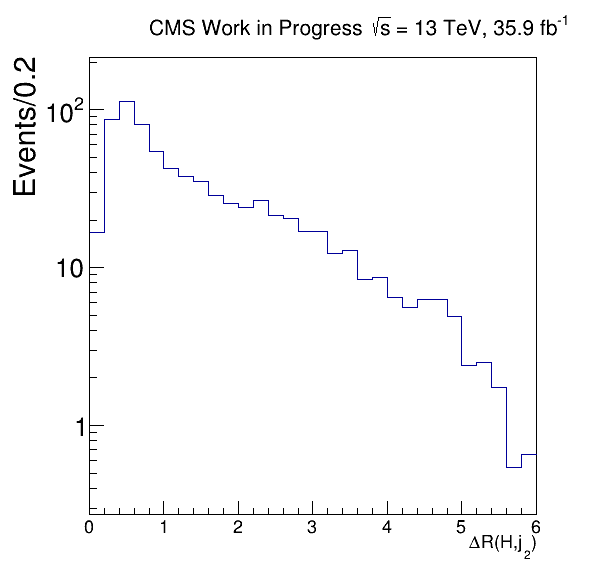 CMS Work in Progress √s = 13 TeV, 35.9 fb⁻¹
Events/0.2
10²
10
1
0 1 2 3 4 5 6
ΔR(H,j₂)